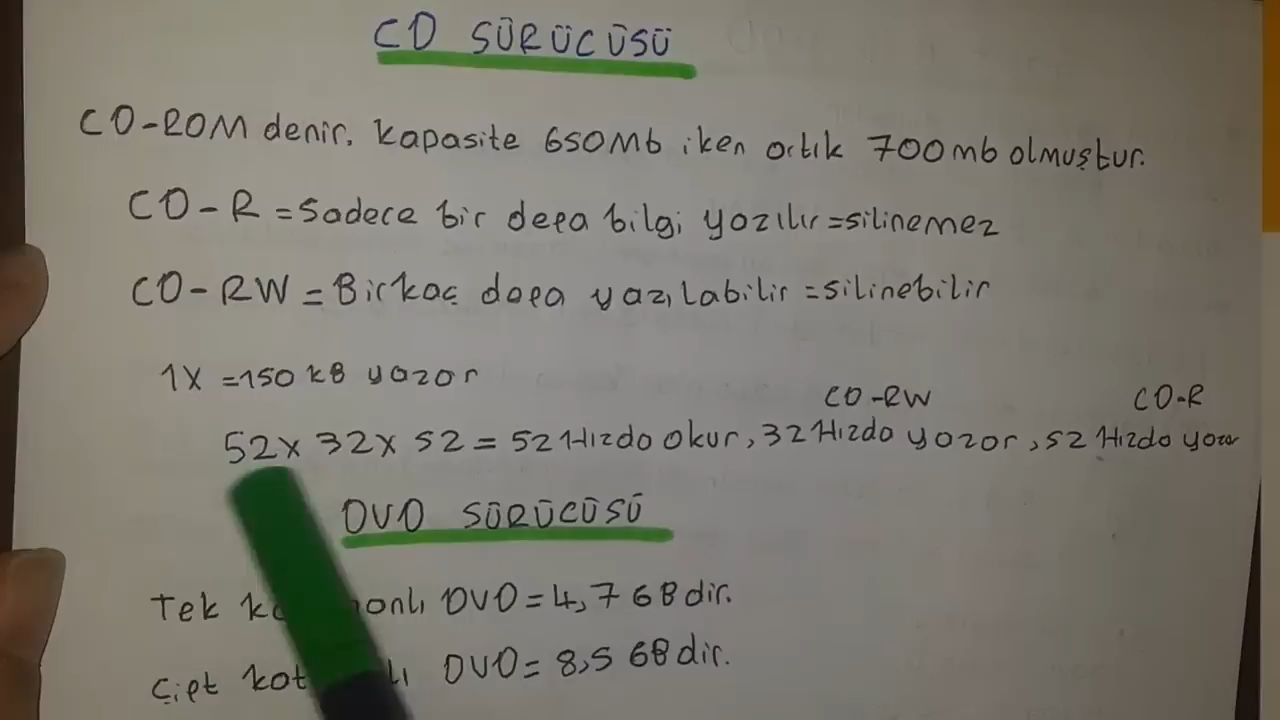 CD SÜRÜCÜSÜ
CD-ROM denir. Kapasite 650Mb iken artık 700mb olmuştur.
CD-R = Sadece bir defa bilgi yazılır = silinemez
CD-RW = Birkaç defa yazılabilir = silinebilir
1X = 150 kB yazar
CD-RW CD-R
52x 32x 52 = 52 Hızda okur, 32 Hızda yazar, 52 Hızda yazar
DVD SÜRÜCÜSÜ
Tek DVD = 4,7 GB dir.
Çift DVD = 8,5 GB dir.